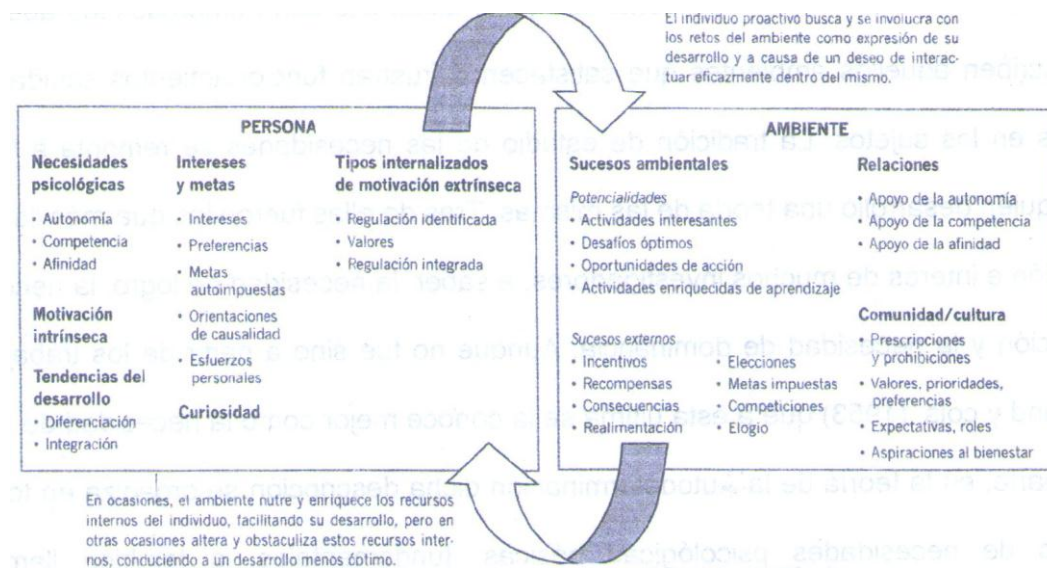 El individuo proactivo busca y se involucra con
los retos del ambiente como expresión de su
desarrollo y a causa de un deseo de interac-
tuar eficazmente dentro del mismo.
PERSONA
Necesidades
psicológicas
• Autonomía
• Competencia
• Afinidad
Motivación
intrínseca
Tendencias del
desarrollo
• Diferenciación
• Integración
Intereses
y metas
• Intereses
• Preferencias
• Metas
autoimpuestas
• Orientaciones
de causalidad
• Esfuerzos
personales
Curiosidad
Tipos internalizados
de motivación extrínseca
• Regulación identificada
• Valores
• Regulación integrada
AMBIENTE
Sucesos ambientales
Potencialidades
• Actividades interesantes
• Desafíos óptimos
• Oportunidades de acción
• Actividades enriquecidas de aprendizaje
Sucesos externos
• Incentivos
• Recompensas
• Consecuencias
• Realimentación
• Elecciones
• Metas impuestas
• Competiciones
• Elogio
Relaciones
• Apoyo de la autonomía
• Apoyo de la competencia
• Apoyo de la afinidad
Comunidad/cultura
• Prescripciones
y prohibiciones
• Valores, prioridades,
preferencias
• Expectativas, roles
• Aspiraciones al bienestar
En ocasiones, el ambiente nutre y enriquece los recursos
internos del individuo, facilitando su desarrollo, pero en
otras ocasiones altera y obstaculiza estos recursos inter-
nos, conduciendo a un desarrollo menos óptimo.